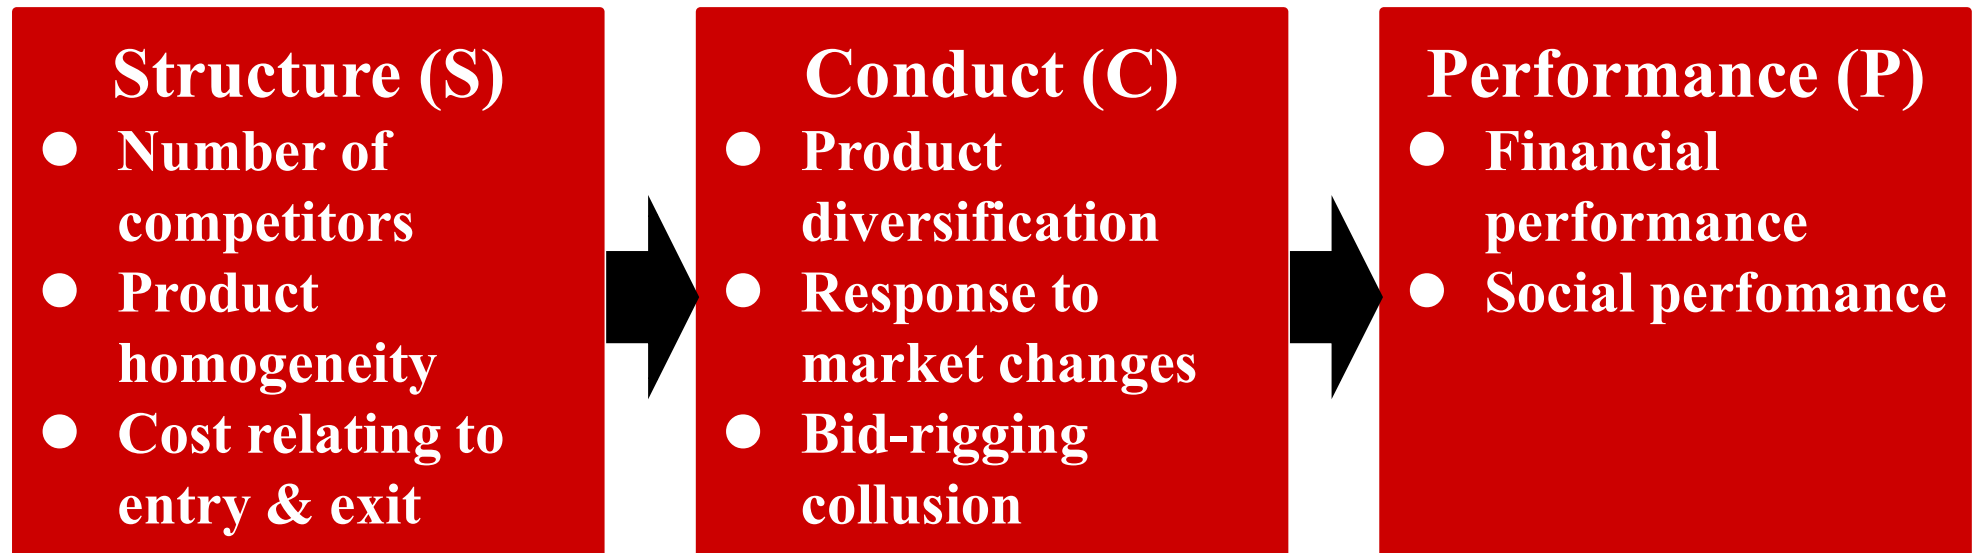 Structure (S)
● Number of
competitors
● Product
homogeneity
● Cost relating to
entry & exit
Conduct (C)
● Product
diversification
● Response to
market changes
● Bid-rigging
collusion
Performance (P)
● Financial
performance
● Social perfomance